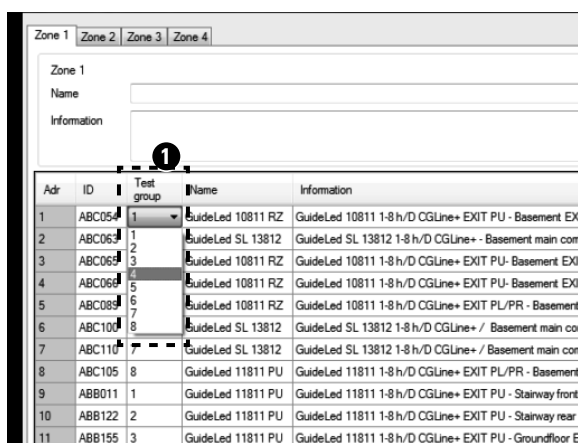 Zone 1 Zone 2 Zone 3 Zone 4
Zone 1
Name
Information
1
Adr ID Test group Name Information
1 ABC054 1 GuideLed 10811 RZ GuideLed 10811 1-8 h/D CGLine+ EXIT PU - Basement EX
2 ABC063 1 GuideLed SL 13812 GuideLed SL 13812 1-8 h/D CGLine+ - Basement main con
2
3 ABC065 3 GuideLed 10811 RZ GuideLed 10811 1-8 h/D CGLine+ EXIT PU- Basement EXI
4 ABC066 4 GuideLed 10811 RZ GuideLed 10811 1-8 h/D CGLine+ EXIT PU- Basement EXI
5 ABC089 5 GuideLed 10811 RZ GuideLed 10811 1-8 h/D CGLine+ EXIT PL/PR - Basement
6
6 ABC100 7 GuideLed SL 13812 GuideLed SL 13812 1-8 h/D CGLine+ / Basement main con
8
7 ABC110 7 GuideLed SL 13812 GuideLed SL 13812 1-8 h/D CGLine+ / Basement main con
8 ABC105 8 GuideLed 11811 PU GuideLed 11811 1-8 h/D CGLine+ EXIT PL/PR - Basement
9 ABB011 1 GuideLed 11811 PU GuideLed 11811 1-8 h/D CGLine+ EXIT PU - Stairway front
10 ABB122 2 GuideLed 11811 PU GuideLed 11811 1-8 h/D CGLine+ EXIT PU - Stairway rear
11 ABB155 3 GuideLed 11811 PU GuideLed 11811 1-8 h/D CGLine+ EXIT PU - Groundfloor E